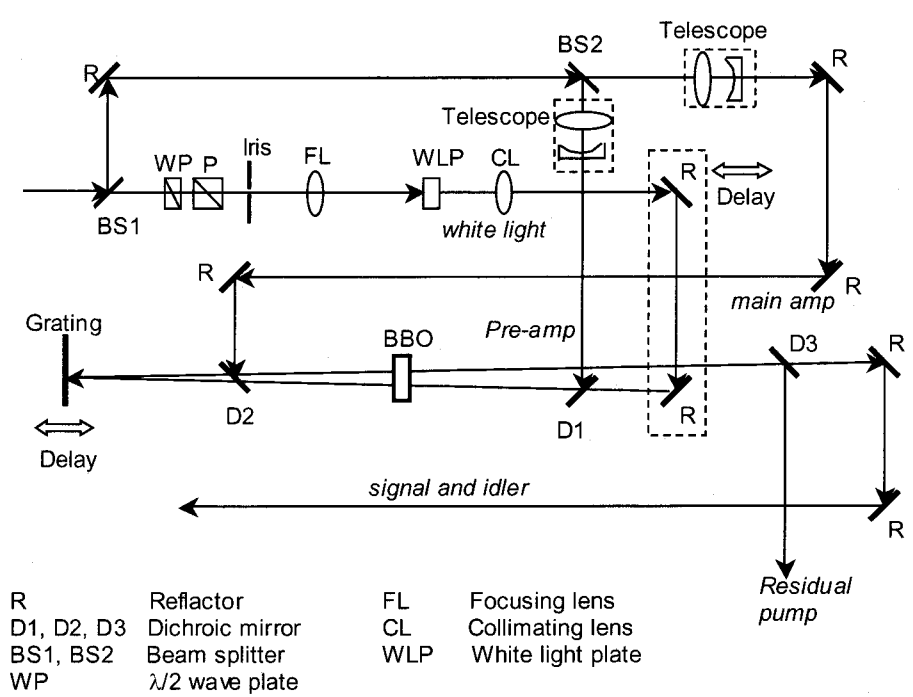 Telescope
BS2
R
R
Telescope
Iris
WP
P
FL
WLP
CL
R
Delay
BS1
white light
R
R
main amp
Grating
Pre-amp
BBO
D3
R
D2
D1
R
Delay
signal and idler
R
Residual
pump
R Reflactor
D1, D2, D3 Dichroic mirror
BS1, BS2 Beam splitter
WP λ/2 wave plate
FL Focusing lens
CL Collimating lens
WLP White light plate